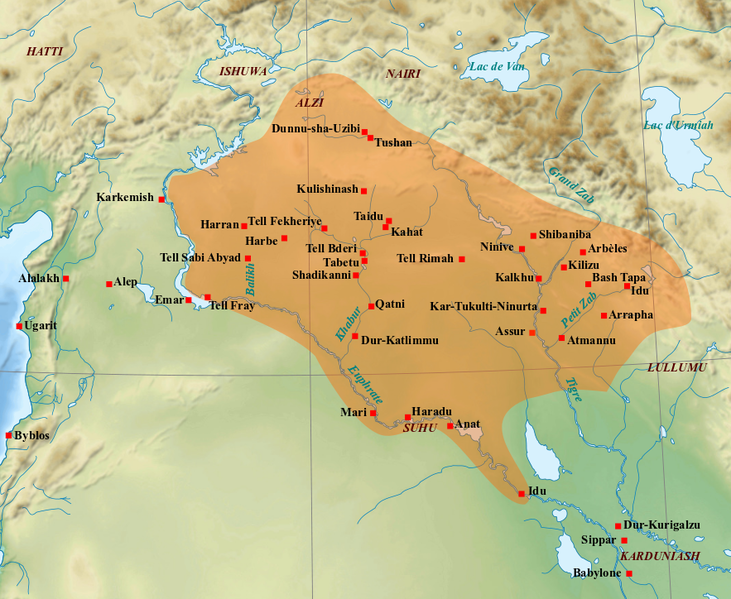 HATTI
ISHUWA
NAIRI
Lac de Van
ALZI
Lac d'Urmiah
Dunnu-sha-Uzibi
Tushan
Grand Zab
Karkemish
Kulishinash
Harran
Tell Fekheriye
Taidu
Kahat
Harbe
Shibaniba
Ninive
Arbèles
Tell Bderi
Tell Sabi Abyad
Tabetu
Tell Rimah
Kilizu
Shadikanni
Alalakh
Alep
Balikh
Kalkhu
Bash Tapa
Idu
Emar
Tell Fray
Qatni
Kar-Tukulti-Ninurta
Petit Zab
Arrapha
Ugarit
Khabur
Assur
Dur-Katlimmu
Atmannu
LULLUMU
Euphrate
Tigre
Mari
Haradu
SUHU
Anat
Byblos
Idu
Dur-Kurigalzu
Sippar
KARDUNIASH
Babylone